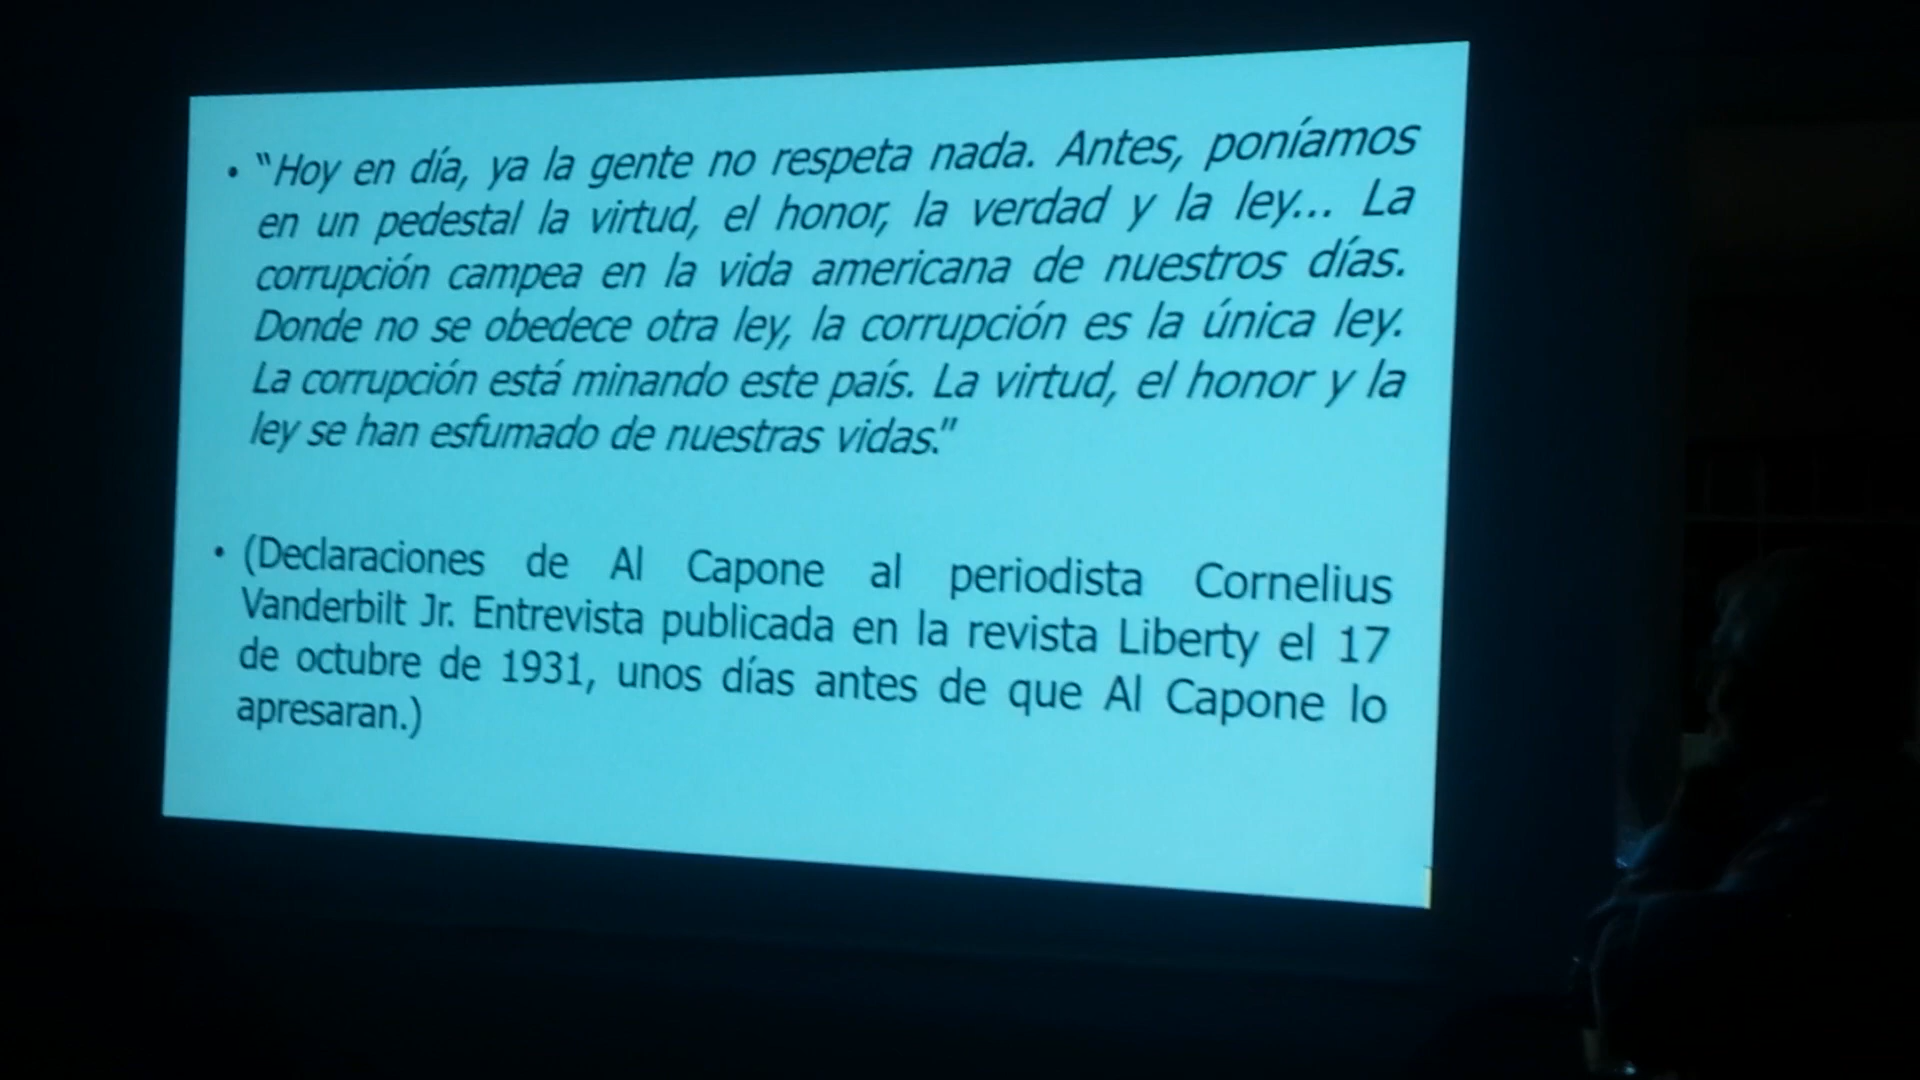 • “Hoy en día, ya la gente no respeta nada. Antes, poníamos
en un pedestal la virtud, el honor, la verdad y la ley... La
corrupción campea en la vida americana de nuestros días.
Donde no se obedece otra ley, la corrupción es la única ley.
La corrupción está minando este país. La virtud, el honor y la
ley se han esfumado de nuestras vidas.”
• (Declaraciones de Al Capone al periodista Cornelius
Vanderbilt Jr. Entrevista publicada en la revista Liberty el 17
de octubre de 1931, unos días antes de que Al Capone lo
apresaran.)